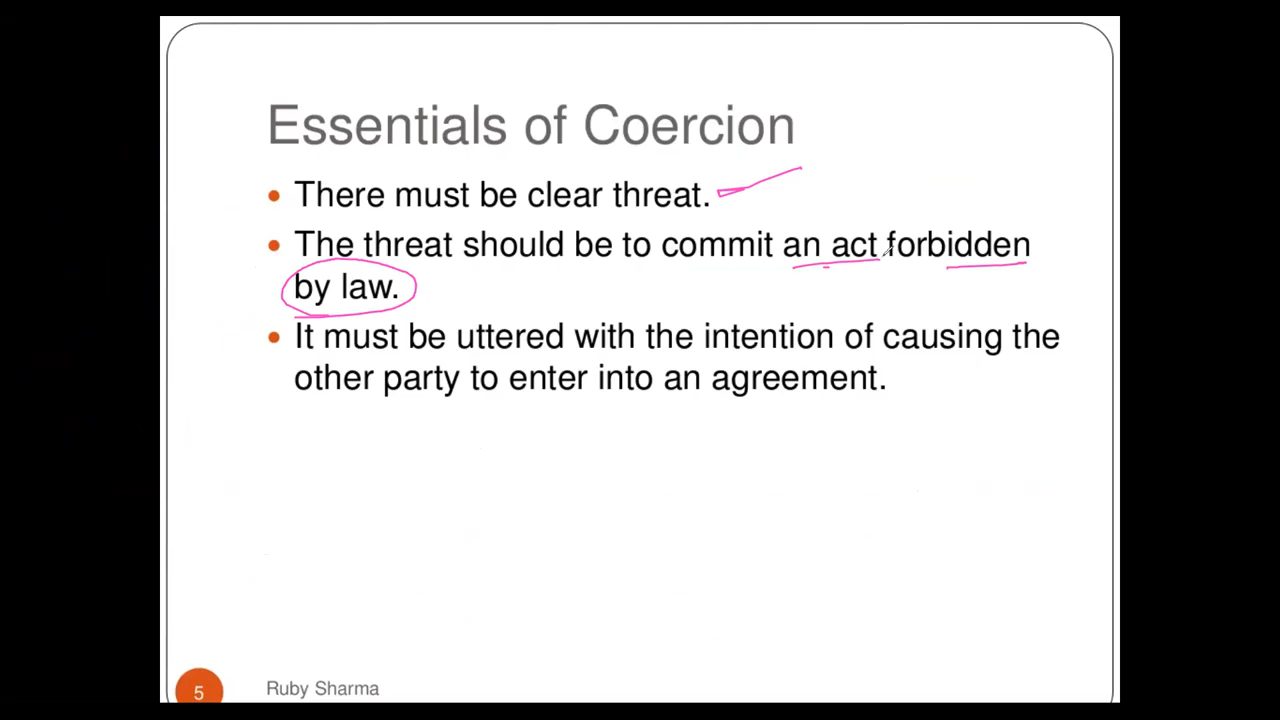 Essentials of Coercion
• There must be clear threat.
• The threat should be to commit an act forbidden
by law.
• It must be uttered with the intention of causing the
other party to enter into an agreement.
5 Ruby Sharma